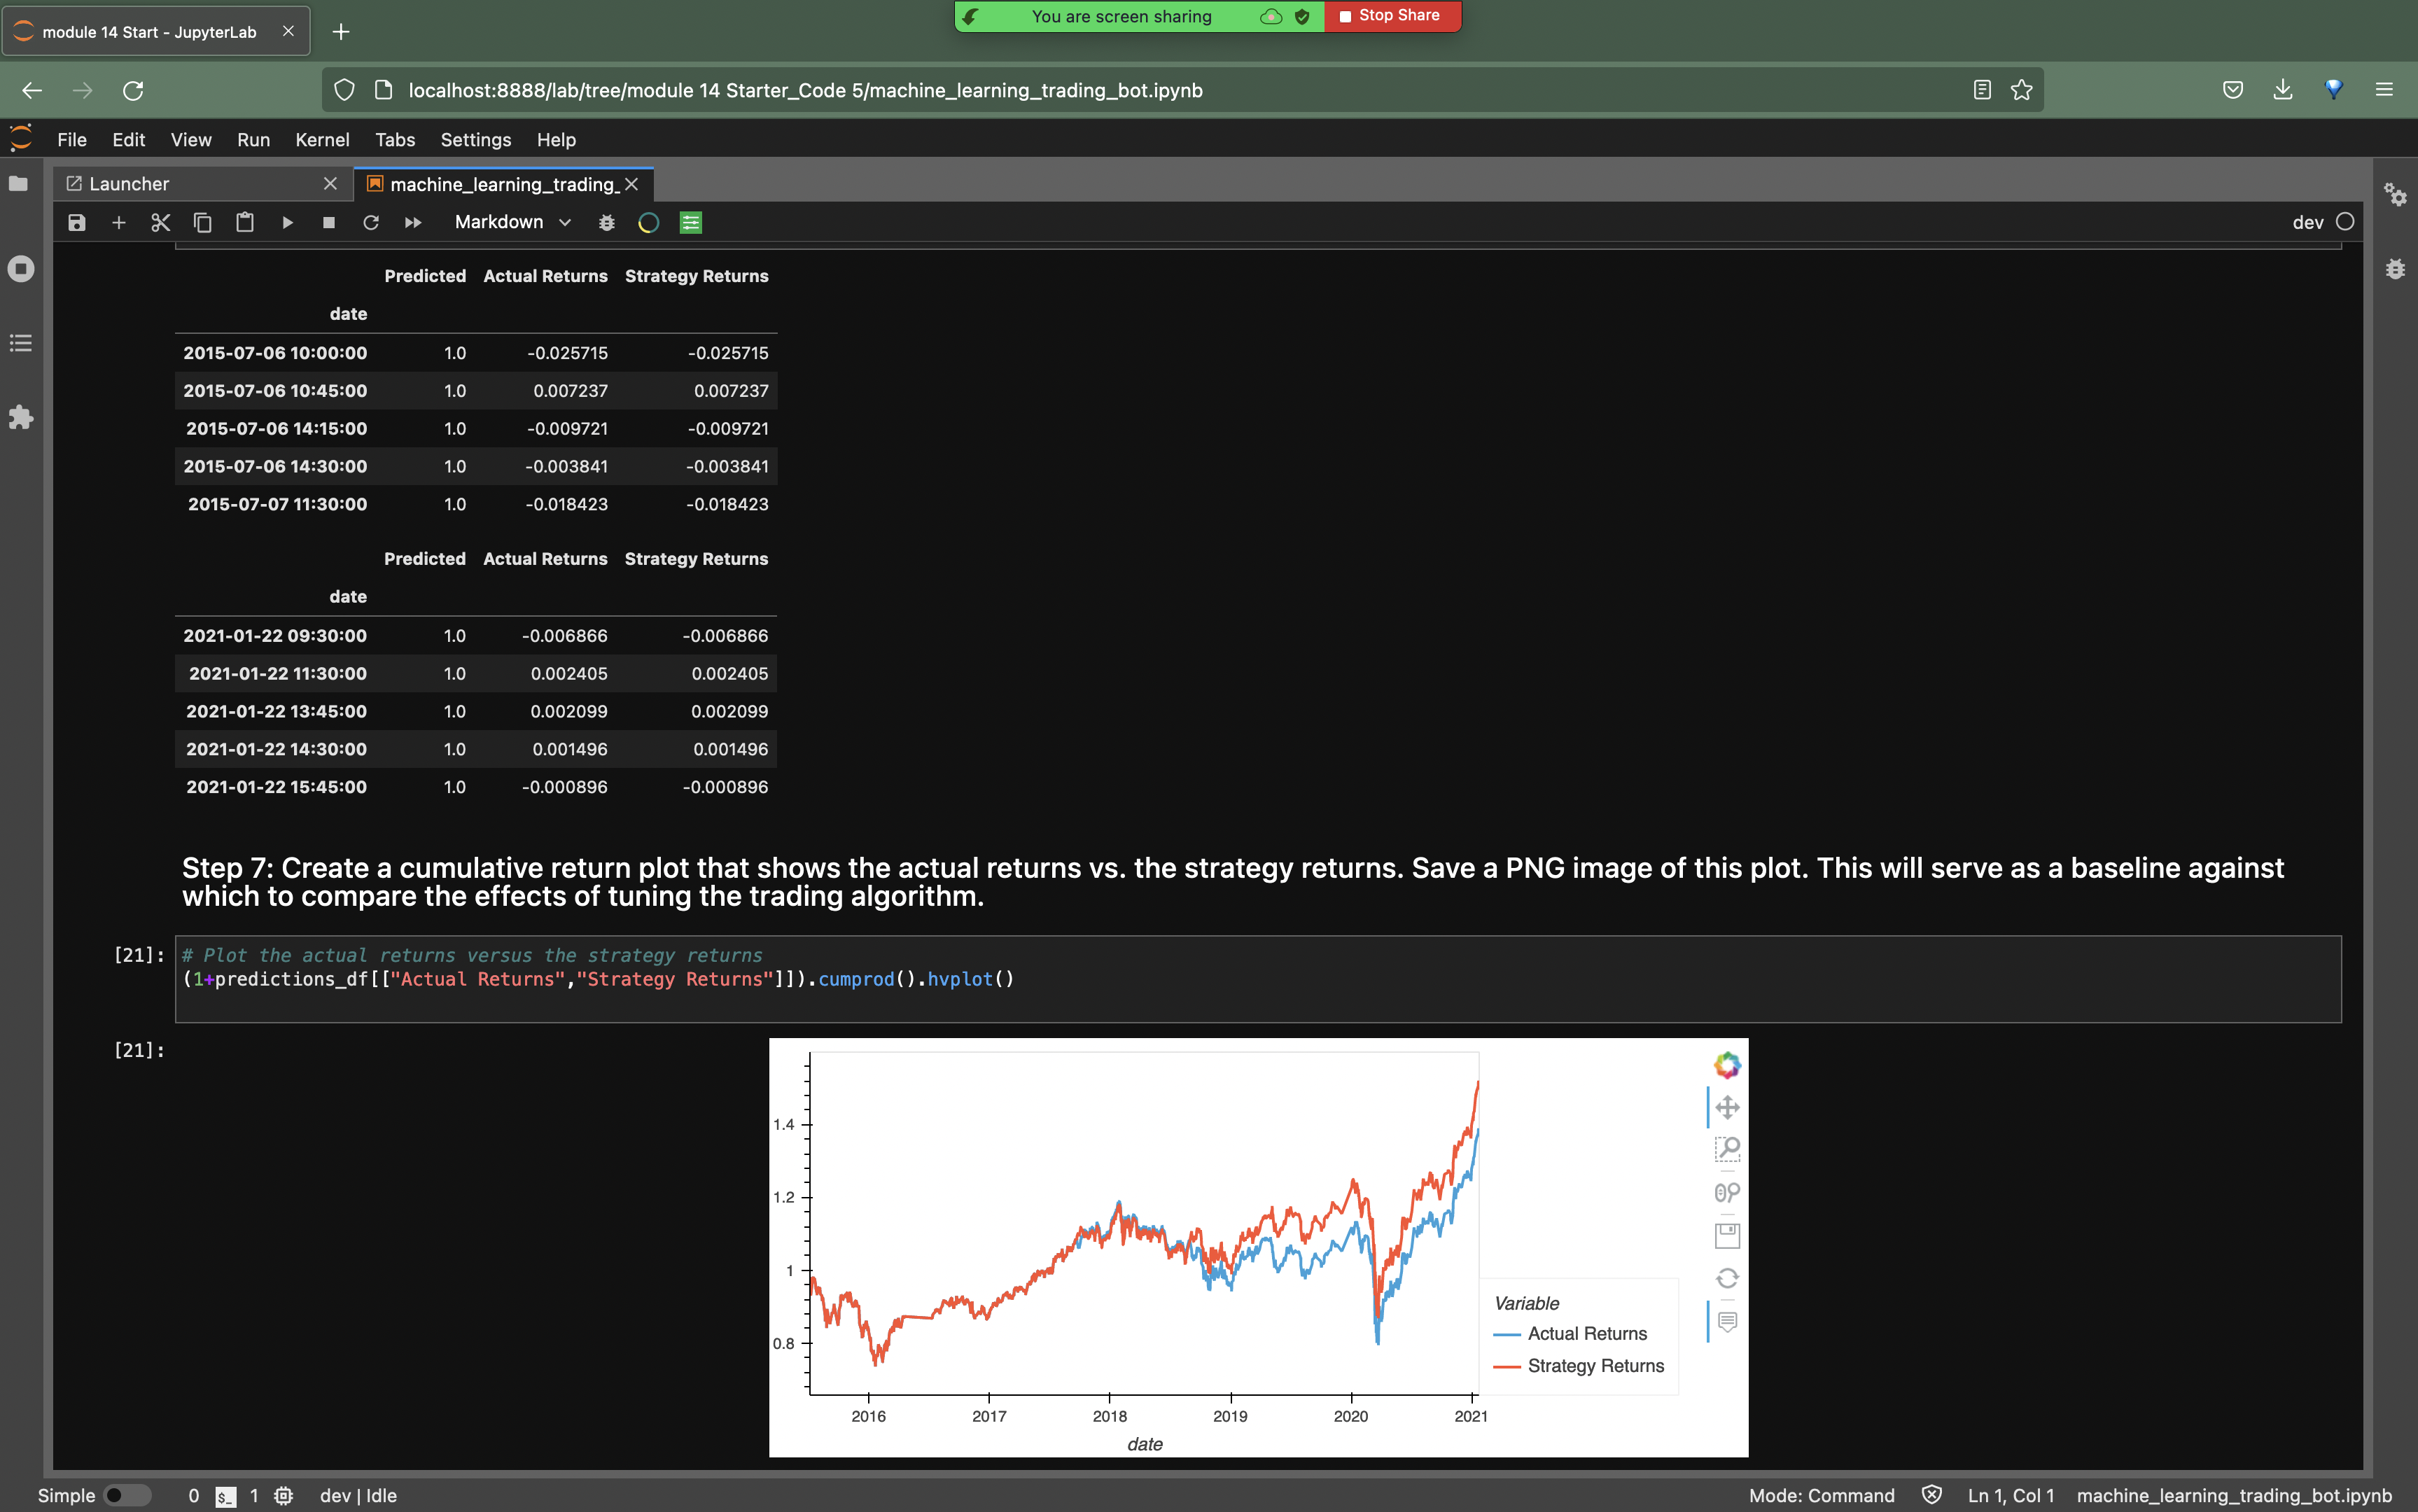 module 14 Start - JupyterLab
You are screen sharing
Stop Share
localhost:8888/lab/tree/module 14 Starter_Code 5/machine_learning_trading_bot.ipynb
File Edit View Run Kernel Tabs Settings Help
Launcher
machine_learning_trading_
Markdown
dev
Predicted Actual Returns Strategy Returns
date
2015-07-06 10:00:00 1.0 -0.025715 -0.025715
2015-07-06 10:45:00 1.0 0.007237 0.007237
2015-07-06 14:15:00 1.0 -0.009721 -0.009721
2015-07-06 14:30:00 1.0 -0.003841 -0.003841
2015-07-07 11:30:00 1.0 -0.018423 -0.018423
Predicted Actual Returns Strategy Returns
date
2021-01-22 09:30:00 1.0 -0.006866 -0.006866
2021-01-22 11:30:00 1.0 0.002405 0.002405
2021-01-22 13:45:00 1.0 0.002099 0.002099
2021-01-22 14:30:00 1.0 0.001496 0.001496
2021-01-22 15:45:00 1.0 -0.000896 -0.000896
Step 7: Create a cumulative return plot that shows the actual returns vs. the strategy returns. Save a PNG image of this plot. This will serve as a baseline against
which to compare the effects of tuning the trading algorithm.
[21]: # Plot the actual returns versus the strategy returns
(1+predictions_df[["Actual Returns","Strategy Returns"]]).cumprod().hvplot()
[21]:
1.4
1.2
1
0.8
2016 2017 2018 2019 2020 2021
date
Variable
Actual Returns
Strategy Returns
Simple 0 $_ 1 dev | Idle Mode: Command Ln 1, Col 1 machine_learning_trading_bot.ipynb